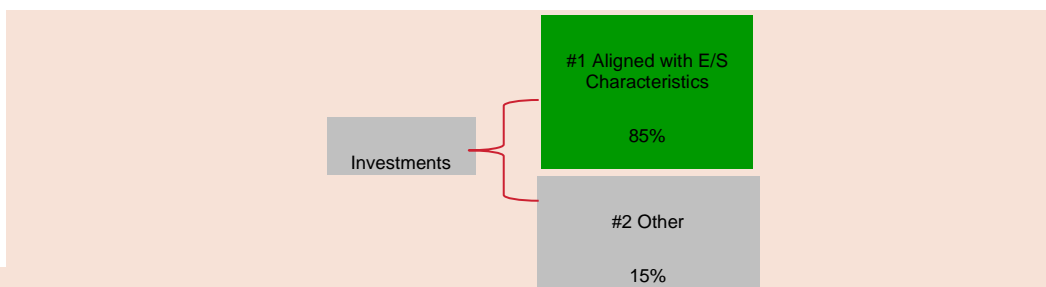 #1 Aligned with E/S
Characteristics
85%
Investments
#2 Other
15%